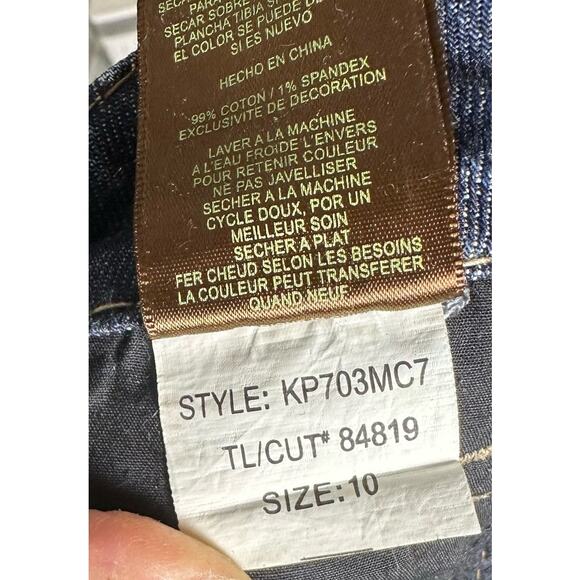 PARA
SECAR SOBRE
PLANCHA TIBIA S
EL COLOR SE PUEDE D
SI ES NUEVO
HECHO EN CHINA
99% COTON / 1% SPANDEX
EXCLUSIVITE DE DECORATION
LAVER A LA MACHINE
A L'EAU FROIDE L'ENVERS
POUR RETENIR COULEUR
NE PAS JAVELLISER
SECHER A LA MACHINE
CYCLE DOUX, POR UN
MEILLEUR SOIN
SECHER A PLAT
FER CHEUD SELON LES BESOINS
LA COULEUR PEUT TRANSFERER
QUAND NEUF
STYLE: KP703MC7
TL/CUT# 84819
SIZE: 10